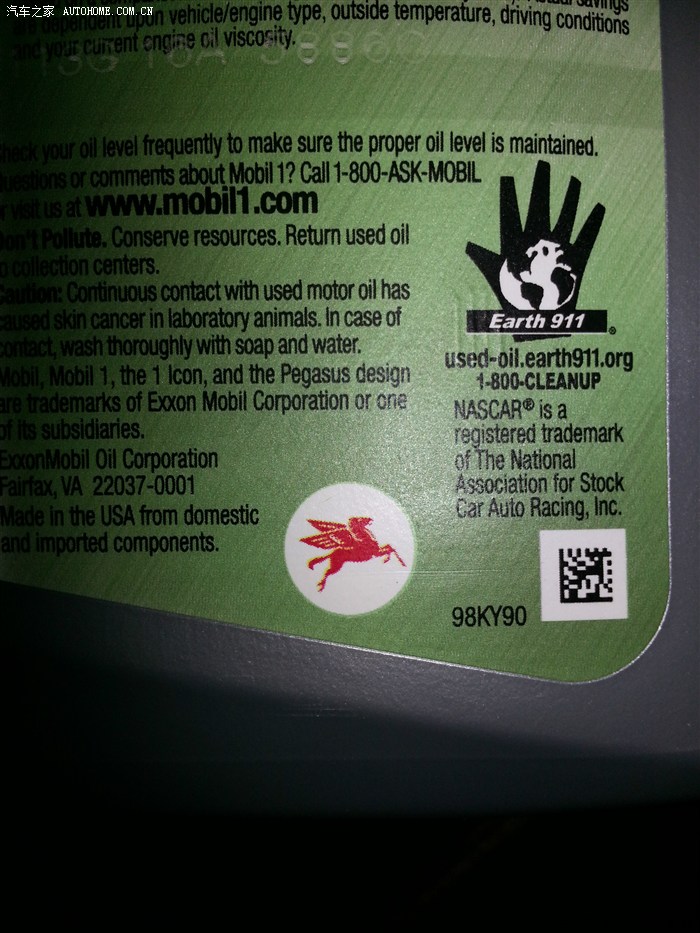 汽车之家 AUTOHOME.COM.CN
dependent upon vehicle/engine type, outside temperature, driving conditions
and your current engine oil viscosity.
Check your oil level frequently to make sure the proper oil level is maintained.
Questions or comments about Mobil 1? Call 1-800-ASK-MOBIL
or visit us at www.mobil1.com
Don't Pollute. Conserve resources. Return used oil
to collection centers.
Caution: Continuous contact with used motor oil has
caused skin cancer in laboratory animals. In case of
contact, wash thoroughly with soap and water.
Mobil, Mobil 1, the 1 Icon, and the Pegasus design
are trademarks of Exxon Mobil Corporation or one
of its subsidiaries.
ExxonMobil Oil Corporation
Fairfax, VA 22037-0001
Made in the USA from domestic
and imported components.
Earth 911 ®
used-oil.earth911.org
1-800-CLEANUP
NASCAR® is a
registered trademark
of The National
Association for Stock
Car Auto Racing, Inc.
98KY90